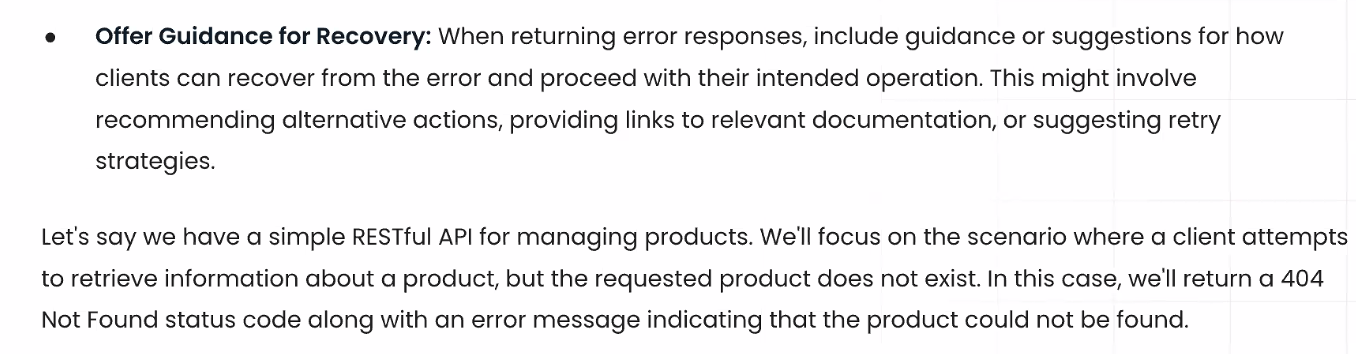 ● Offer Guidance for Recovery: When returning error responses, include guidance or suggestions for how
clients can recover from the error and proceed with their intended operation. This might involve
recommending alternative actions, providing links to relevant documentation, or suggesting retry
strategies.
Let's say we have a simple RESTful API for managing products. We'll focus on the scenario where a client attempts
to retrieve information about a product, but the requested product does not exist. In this case, we'll return a 404
Not Found status code along with an error message indicating that the product could not be found.